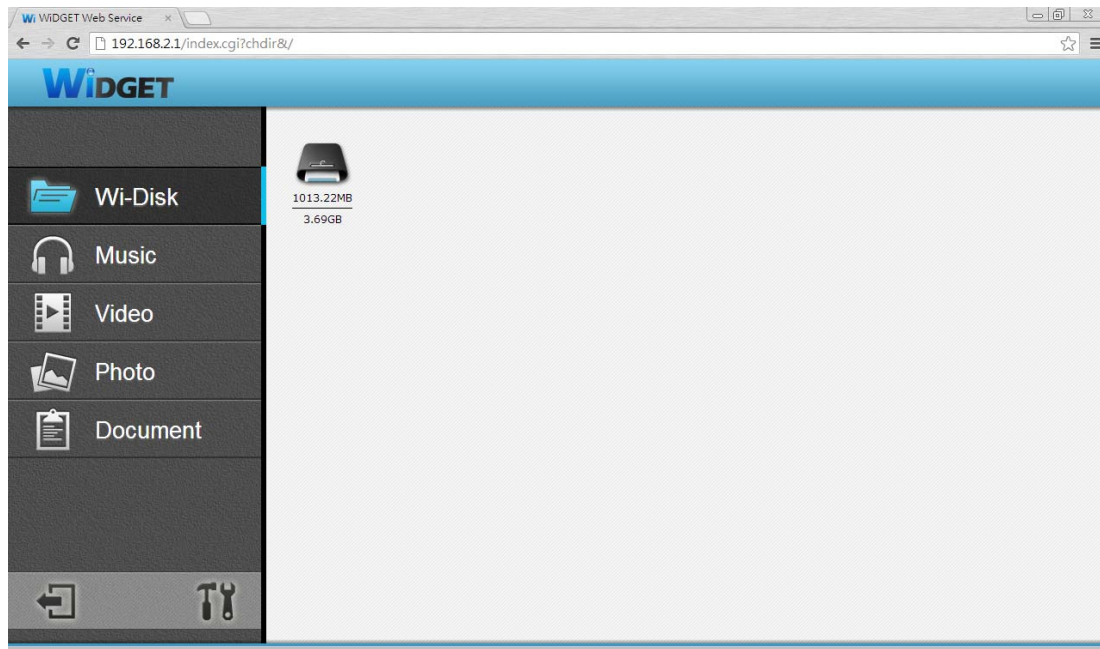 WiDGET Web Service
192.168.2.1/index.cgi?chdir&/
WiDGET
Wi-Disk
Music
Video
Photo
Document
1013.22MB
3.69GB